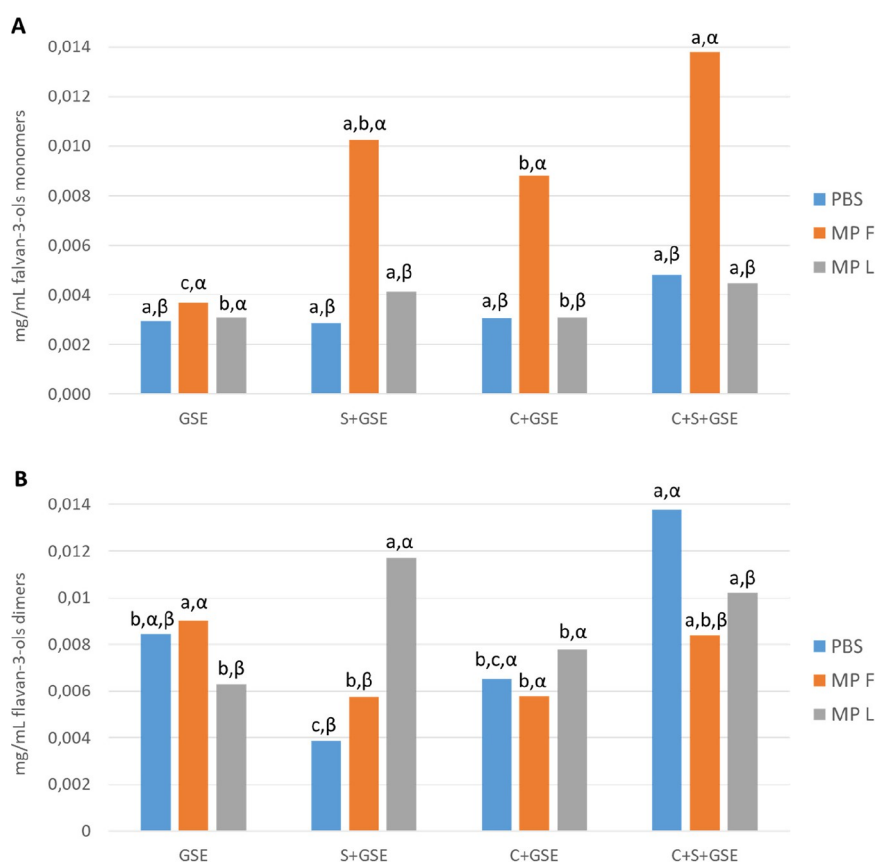 A
mg/mL falvan-3-ols monomers
0,014
0,012
0,010
0,008
0,006
0,004
0,002
0,000
a,β
c,α
b,α
a,β
a,b,α
a,β
a,β
b,α
b,β
a,β
a,α
a,β
GSE
S+GSE
C+GSE
C+S+GSE
PBS
MP F
MP L
B
mg/mL flavan-3-ols dimers
0,014
0,012
0,01
0,008
0,006
0,004
0,002
0
b,α,β
a,α
b,β
c,β
b,β
a,α
b,c,α
b,α
b,α
a,α
a,b,β
a,β
GSE
S+GSE
C+GSE
C+S+GSE
PBS
MP F
MP L